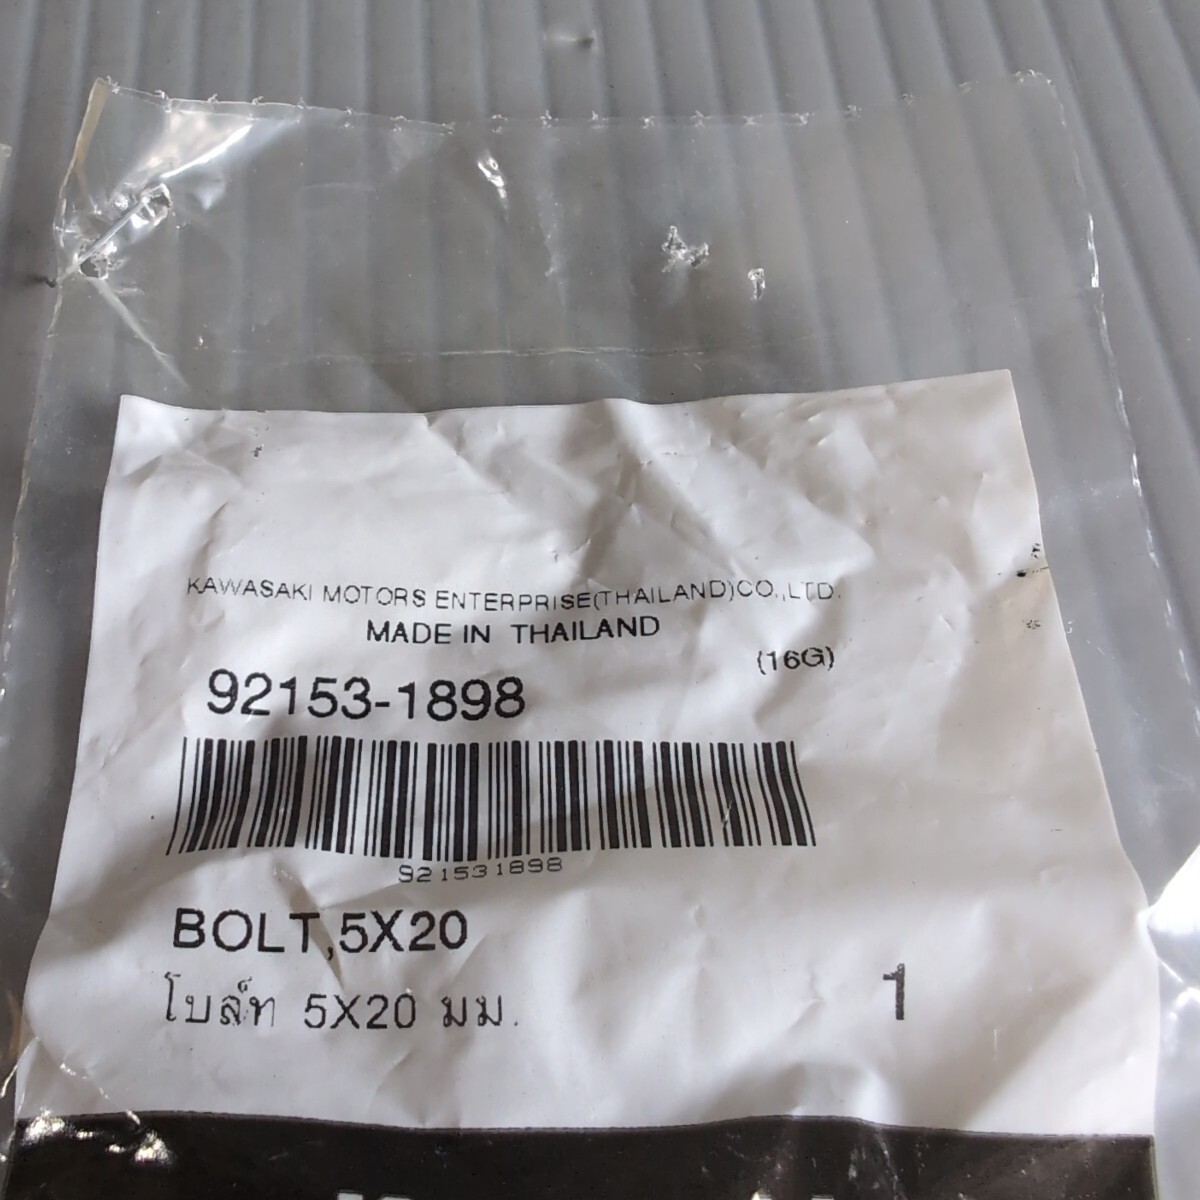 KAWASAKI MOTORS ENTERPRISE(THAILAND)CO.,LTD.
MADE IN THAILAND
(16G)
92153-1898
921531898
BOLT,5X20
โบล์ท 5X20 มม.
1